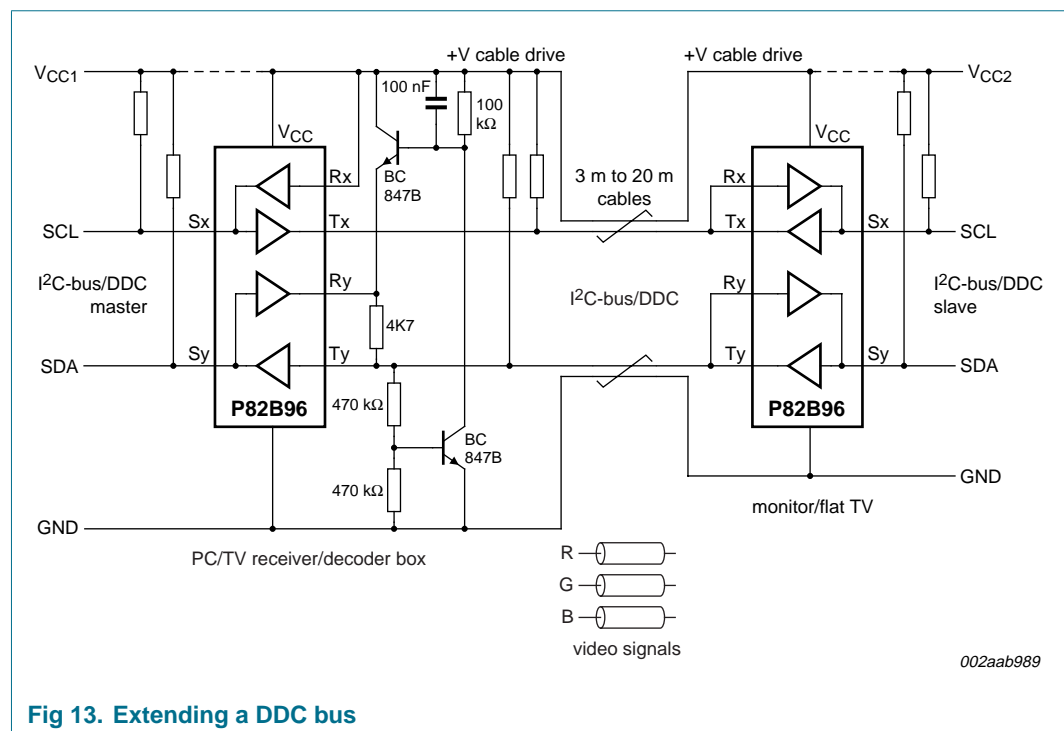 +V cable drive
+V cable drive
VCC1
100 nF
100
kΩ
VCC2
VCC
VCC
BC
847B
Rx
3 m to 20 m
cables
Rx
SCL
Sx
Tx
Tx
Sx
SCL
I2C-bus/DDC
master
Ry
I2C-bus/DDC
Ry
I2C-bus/DDC
slave
4K7
SDA
Sy
Ty
Ty
Sy
SDA
P82B96
470 kΩ
P82B96
BC
847B
470 kΩ
GND
monitor/flat TV
GND
PC/TV receiver/decoder box
R
G
B
video signals
002aab989
Fig 13. Extending a DDC bus